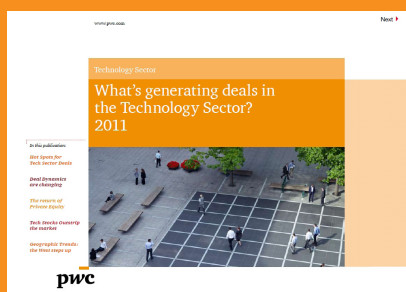 www.pwc.com
Next
Technology Sector
What's generating deals in
the Technology Sector?
2011
In this publication:
Hot Spots for
Tech Sector Deals
Deal Dynamics
are changing
The return of
Private Equity
Tech Stocks Outstrip
the market
Geographic Trends:
the West steps up
pwc